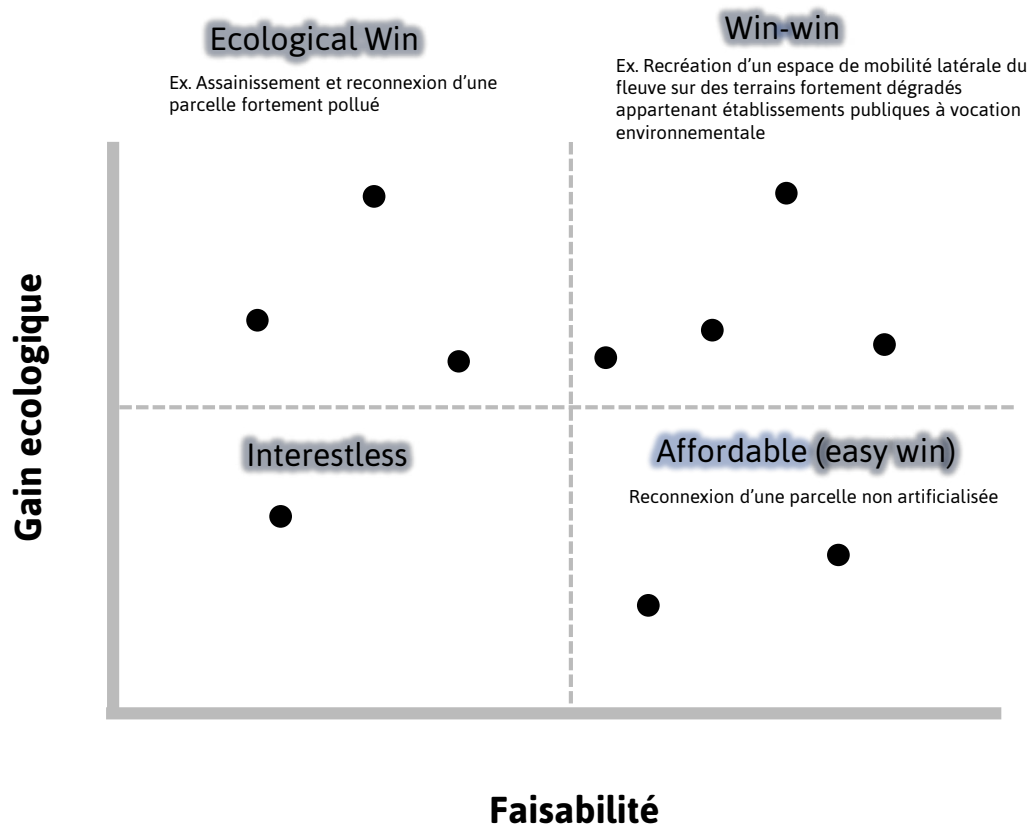 Ecological Win
Ex. Assainissement et reconnexion d’une
parcelle fortement pollué
Win-win
Ex. Recréation d’un espace de mobilité latérale du
fleuve sur des terrains fortement dégradés
appartenant établissements publiques à vocation
environnementale
Gain ecologique
Interestless
Affordable (easy win)
Reconnexion d’une parcelle non artificialisée
Faisabilité